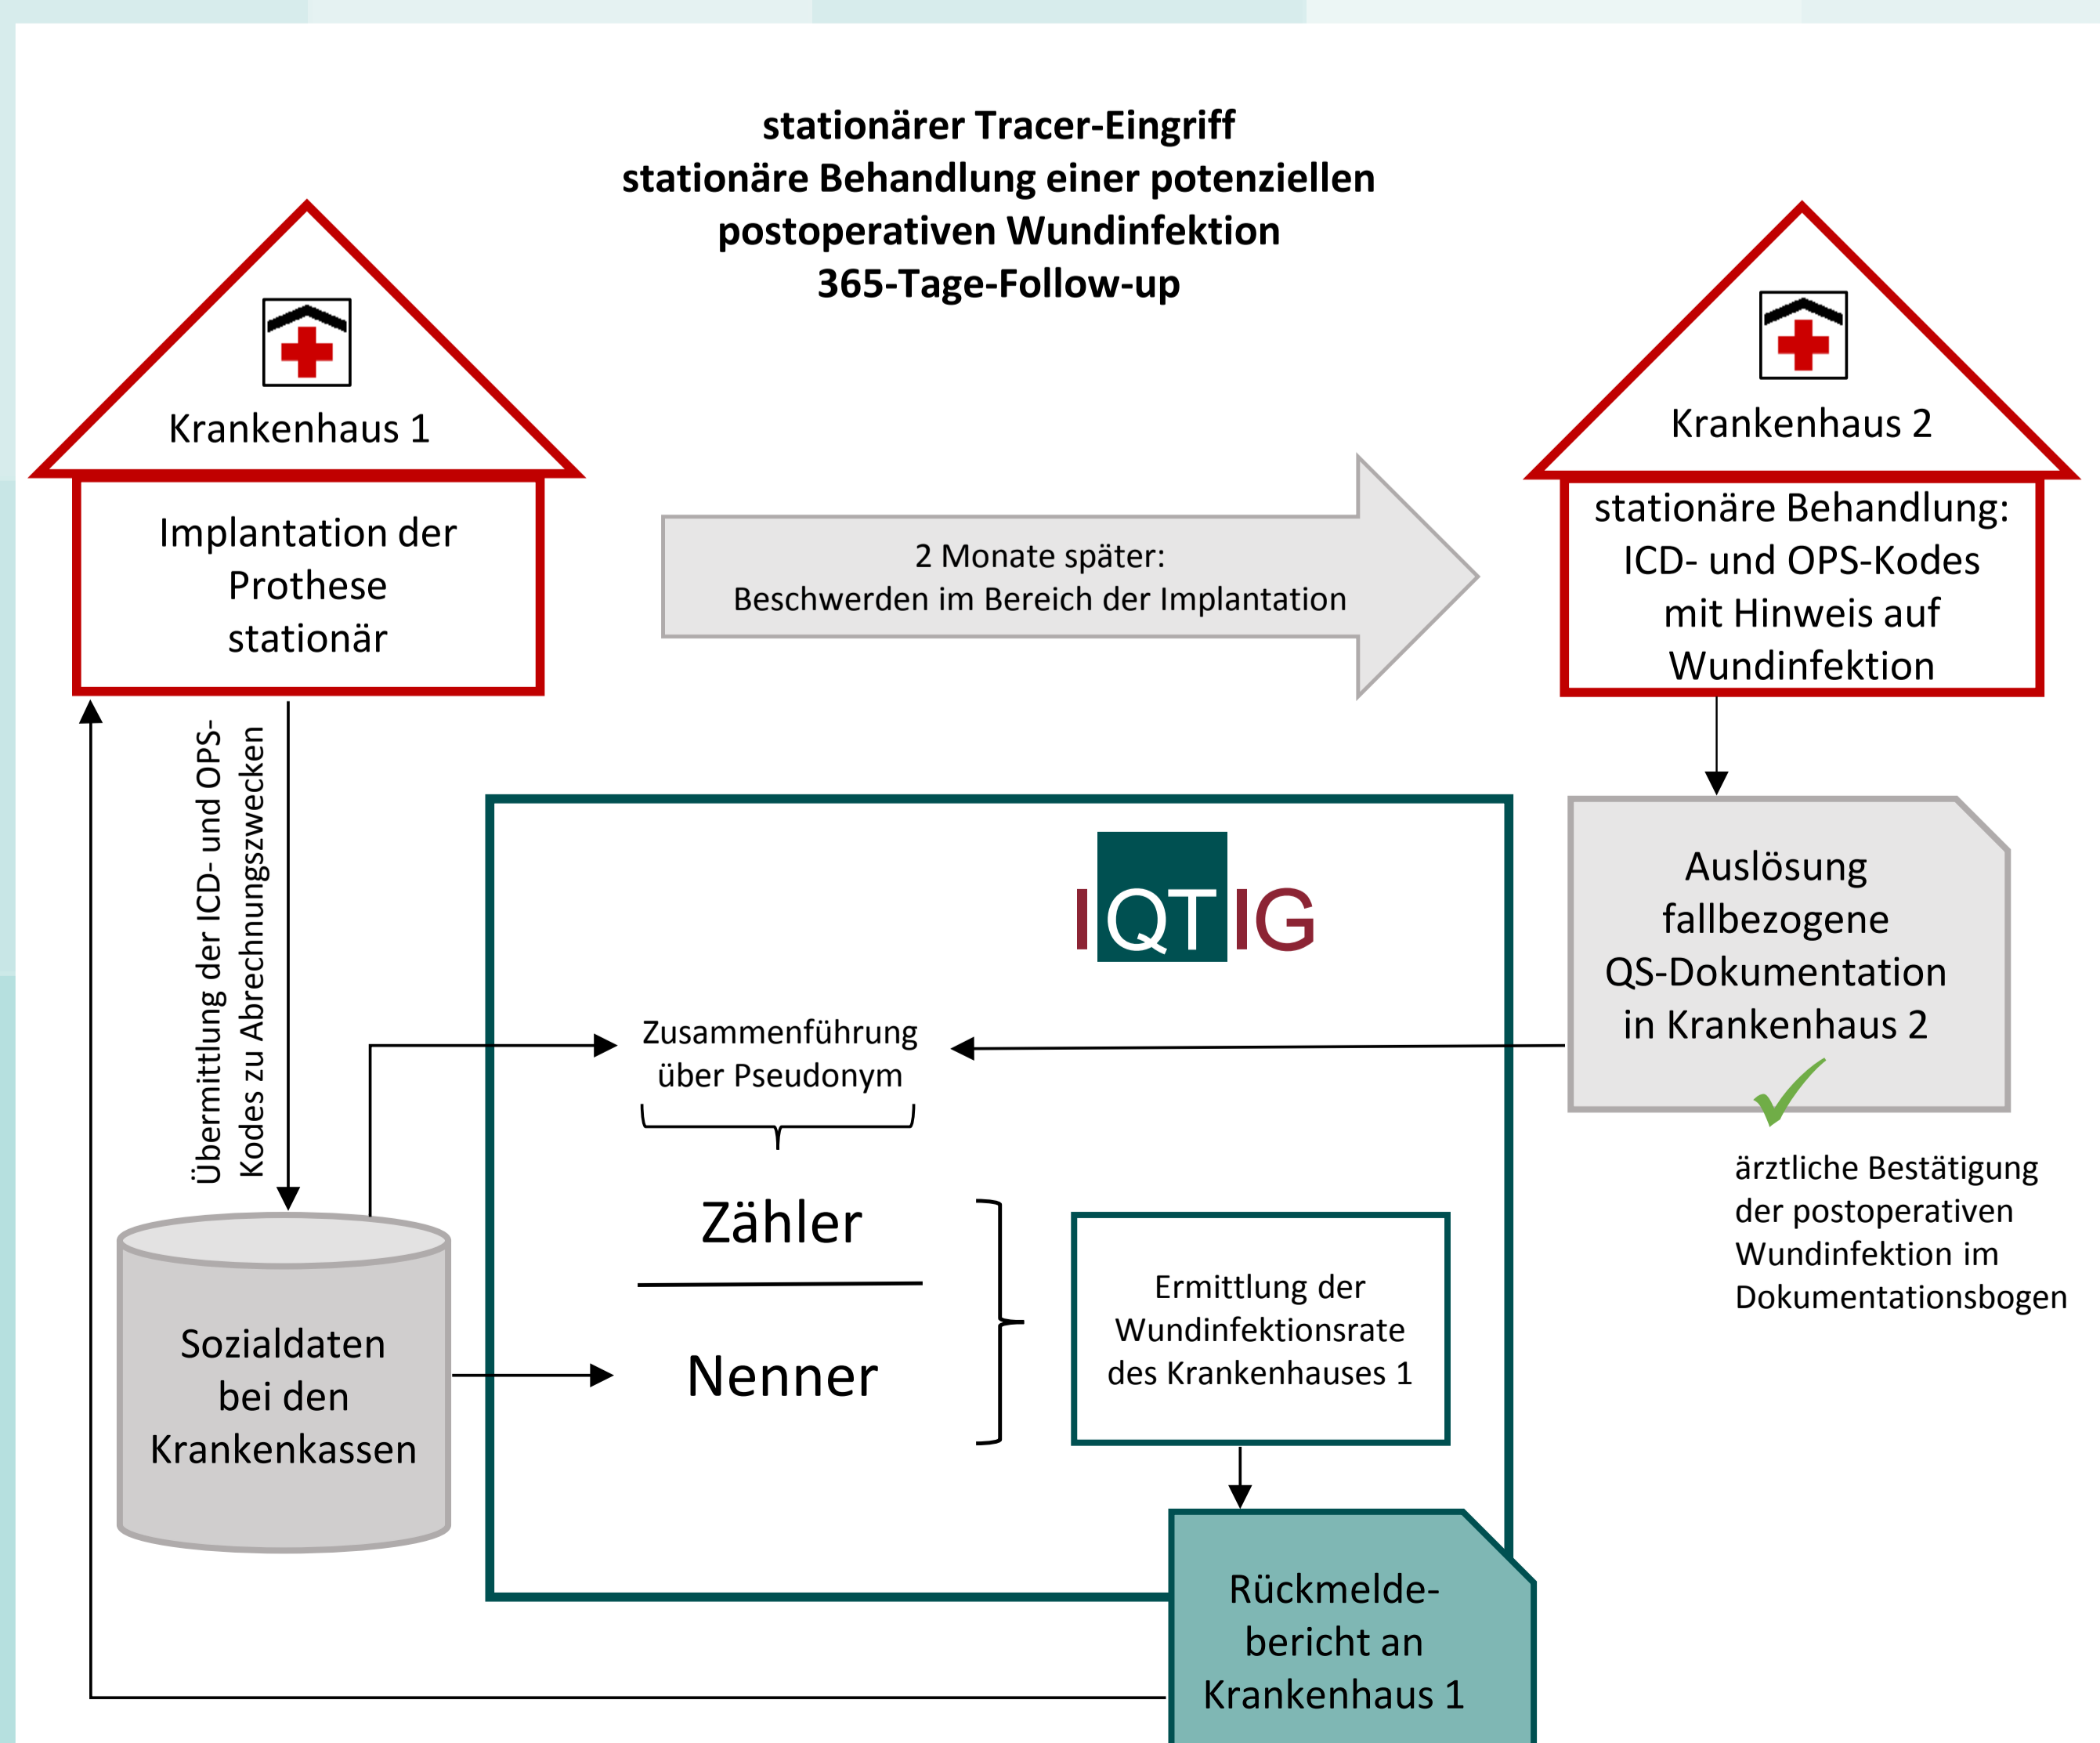 stationärer Tracer-Eingriff
stationäre Behandlung einer potenziellen
postoperativen Wundinfektion
365-Tage-Follow-up
Krankenhaus 1
Implantation der
Prothese
stationär
2 Monate später:
Beschwerden im Bereich der Implantation
Krankenhaus 2
stationäre Behandlung:
ICD- und OPS-Kodes
mit Hinweis auf
Wundinfektion
Übermittlung der ICD- und OPS-
Kodes zu Abrechnungszwecken
IQTIG
Auslösung
fallbezogene
QS-Dokumentation
in Krankenhaus 2
ärztliche Bestätigung
der postoperativen
Wundinfektion im
Dokumentationsbogen
Zusammenführung
über Pseudonym
Zähler
Nenner
Ermittlung der
Wundinfektionsrate
des Krankenhauses 1
Sozialdaten
bei den
Krankenkassen
Rückmelde-
bericht an
Krankenhaus 1